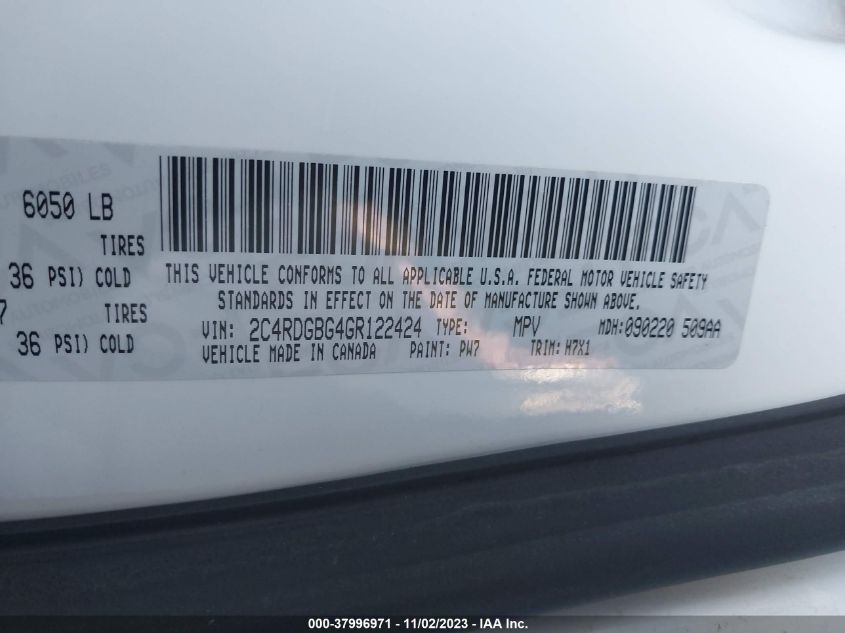 6050 LB
TIRES
36 PSI) COLD
7 TIRES
36 PSI) COLD
THIS VEHICLE CONFORMS TO ALL APPLICABLE U.S.A. FEDERAL MOTOR VEHICLE SAFETY
STANDARDS IN EFFECT ON THE DATE OF MANUFACTURE SHOWN ABOVE.
VIN: 2C4RDGBG4GR122424 TYPE: MPV MDH:090220 509AA
VEHICLE MADE IN CANADA PAINT: PW7 TRIM: H7X1
000-37996971 - 11/02/2023 - IAA Inc.